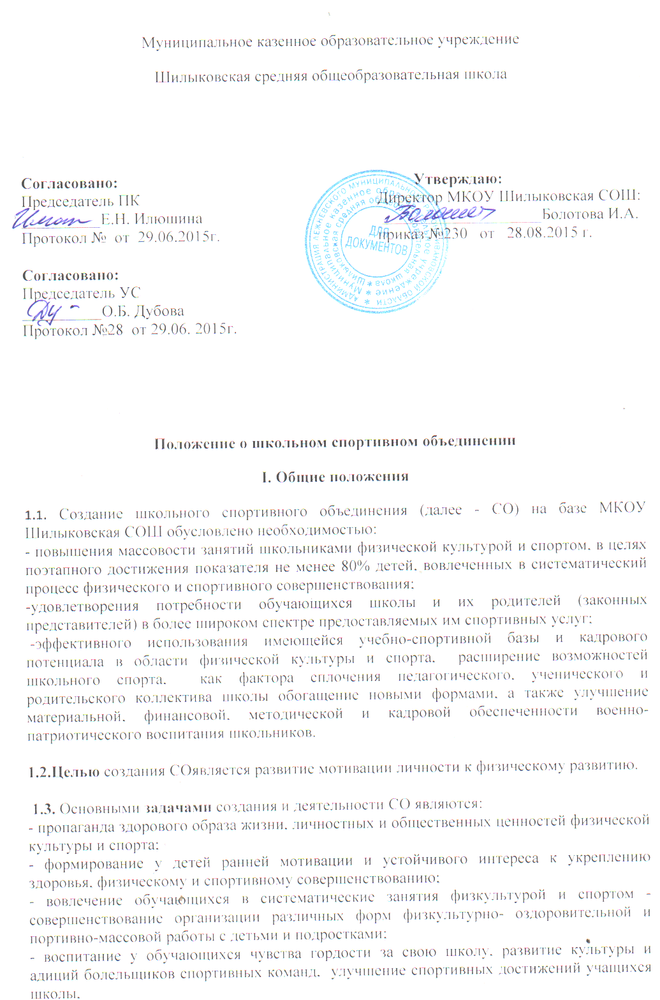 Муниципальное казенное образовательное учреждение
Шилыковская средняя общеобразовательная школа
Согласовано:
Председатель ПК
Е.Н. Илюшина
Протокол № от 29.06.2015г.
Утверждаю:
Директор МКОУ Шилыковская СОШ:
Болотова И.А.
приказ №230 от 28.08.2015 г.
ДЛЯ
ДОКУМЕНТОВ
Согласовано:
Председатель УС
О.Б. Дубова
Протокол №28 от 29.06. 2015г.
Положение о школьном спортивном объединении
I. Общие положения
1.1. Создание школьного спортивного объединения (далее - СО) на базе МКОУ
Шилыковская СОШ обусловлено необходимостью:
- повышения массовости занятий школьниками физической культурой и спортом, в целях
поэтапного достижения показателя не менее 80% детей, вовлеченных в систематический
процесс физического и спортивного совершенствования;
-удовлетворения потребности обучающихся школы и их родителей (законных
представителей) в более широком спектре предоставляемых им спортивных услуг;
-эффективного использования имеющейся учебно-спортивной базы и кадрового
потенциала в области физической культуры и спорта, расширение возможностей
школьного спорта, как фактора сплочения педагогического, ученического и
родительского коллектива школы обогащение новыми формами, а также улучшение
материальной, финансовой, методической и кадровой обеспеченности военно-
патриотического воспитания школьников.
1.2.Целью создания СОявляется развитие мотивации личности к физическому развитию.
1.3. Основными задачами создания и деятельности СО являются:
- пропаганда здорового образа жизни, личностных и общественных ценностей физической
культуры и спорта;
- формирование у детей ранней мотивации и устойчивого интереса к укреплению
здоровья, физическому и спортивному совершенствованию;
- вовлечение обучающихся в систематические занятия физкультурой и спортом -
совершенствование организации различных форм физкультурно- оздоровительной и
портивно-массовой работы с детьми и подростками;
- воспитание у обучающихся чувства гордости за свою школу, развитие культуры и
адиций болельщиков спортивных команд, улучшение спортивных достижений учащихся
школы.